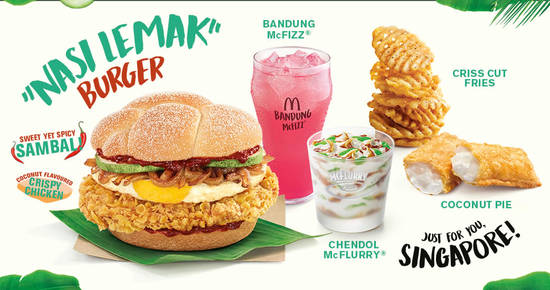 "NASI LEMAK"
BURGER
SWEET YET SPICY
SAMBAL
COCONUT FLAVOURED
CRISPY
CHICKEN
BANDUNG
McFIZZ®
BANDUNG
McFIZZ
CRISS CUT
FRIES
McFLURRY
COCONUT PIE
CHENDOL
McFLURRY®
JUST FOR YOU,
SINGAPORE!